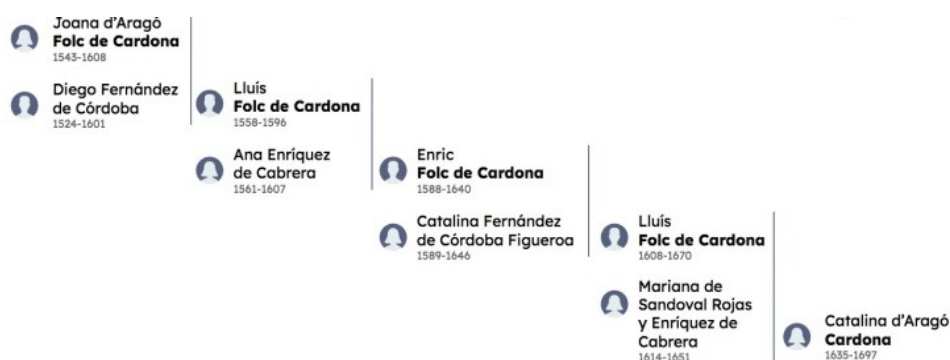 Joana d'Aragó
Folc de Cardona
1543-1608
Diego Fernández
de Córdoba
1524-1601
Lluís
Folc de Cardona
1558-1596
Ana Enríquez
de Cabrera
1561-1607
Enric
Folc de Cardona
1588-1640
Catalina Fernández
de Córdoba Figueroa
1589-1646
Lluís
Folc de Cardona
1608-1670
Mariana de
Sandoval Rojas
y Enríquez de
Cabrera
1614-1651
Catalina d'Aragó
Cardona
1635-1697